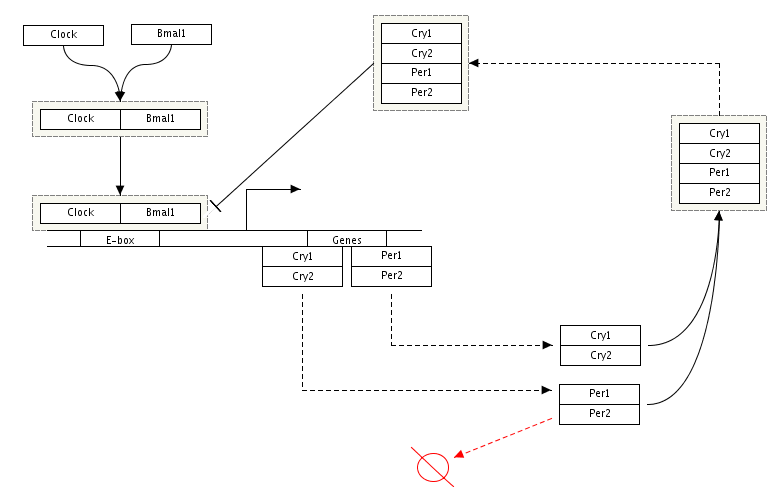 Clock
Bmal1
Cry1
Cry2
Per1
Per2
Clock Bmal1
Cry1
Cry2
Per1
Per2
Clock Bmal1
E-box
Genes
Cry1
Cry2
Per1
Per2
Cry1
Cry2
Per1
Per2